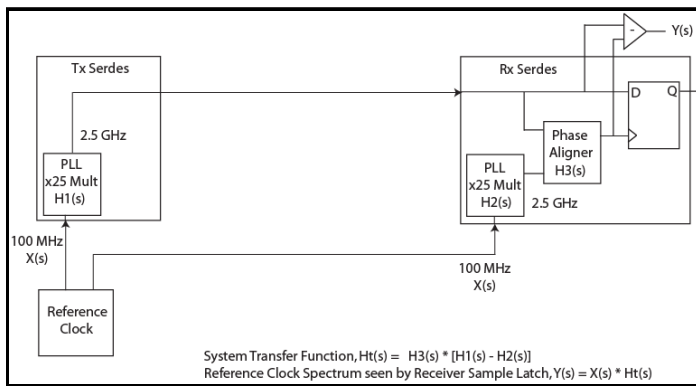 Y(s)
-
Tx Serdes
Rx Serdes
D Q
2.5 GHz
PLL
x25 Mult
H1(s)
Phase
Aligner
H3(s)
PLL
x25 Mult
H2(s)
2.5 GHz
100 MHz
X(s)
100 MHz
X(s)
Reference
Clock
System Transfer Function, Ht(s) = H3(s) * [H1(s) - H2(s)]
Reference Clock Spectrum seen by Receiver Sample Latch, Y(s) = X(s) * Ht(s)